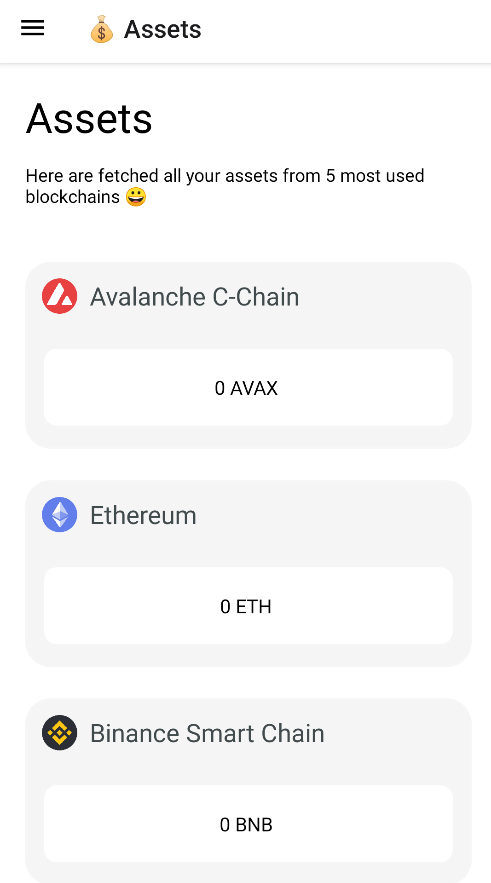 💰 Assets
Assets
Here are fetched all your assets from 5 most used
blockchains 😀
Avalanche C-Chain
0 AVAX
Ethereum
0 ETH
Binance Smart Chain
0 BNB